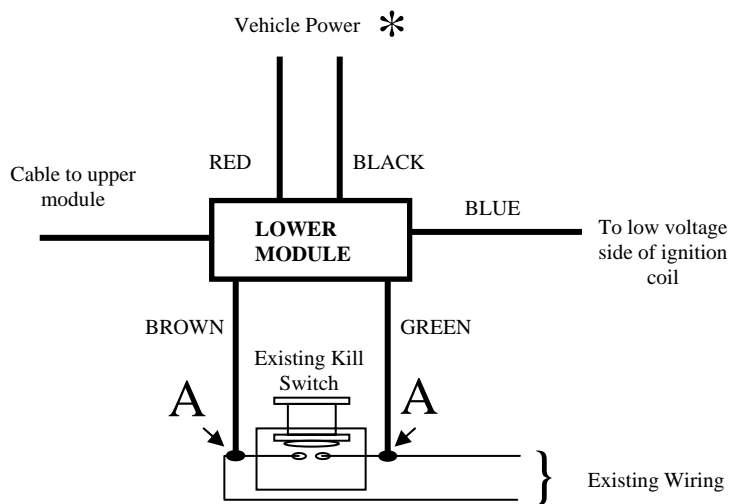 Vehicle Power *
RED
BLACK
Cable to upper
module
BLUE
LOWER
MODULE
To low voltage
side of ignition
coil
BROWN
GREEN
Existing Kill
Switch
A
A
Existing Wiring